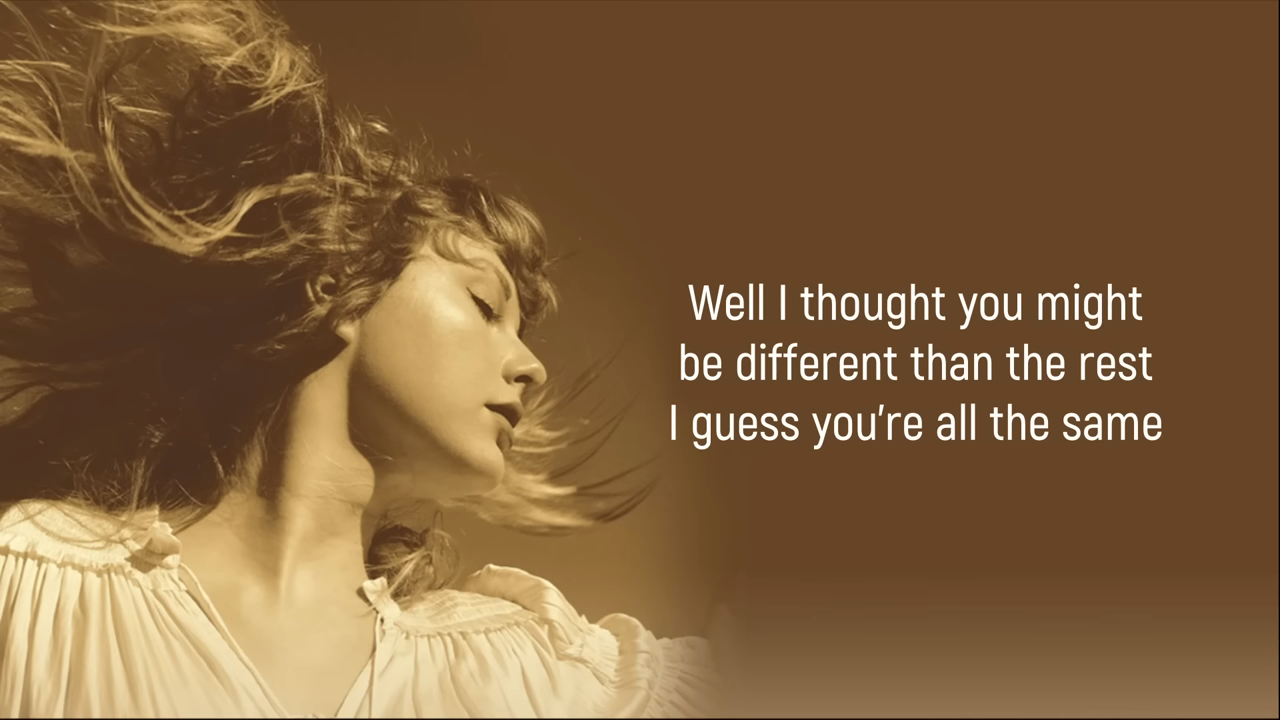 Well I thought you might
be different than the rest
I guess you're all the same